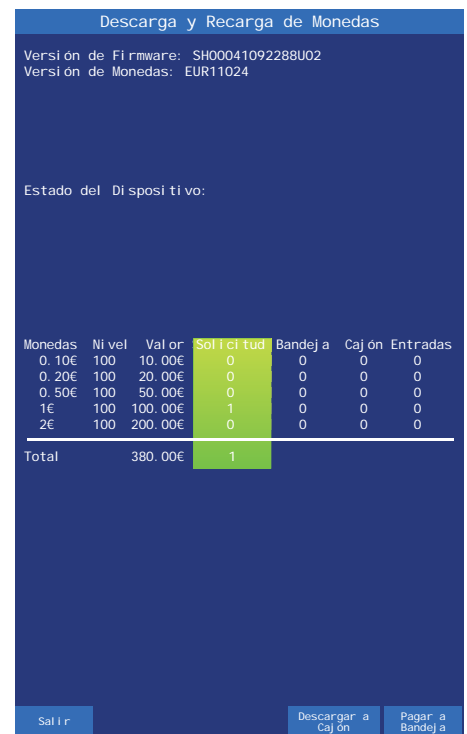 Descarga y Recarga de Monedas
Versión de Firmware: SH00041092288U02
Versión de Monedas: EUR11024
Estado del Dispositivo:
Monedas Nivel Valor Solicitud Bandeja Cajón Entradas
0.10€ 100 10.00€ 0 0 0 0
0.20€ 100 20.00€ 0 0 0 0
0.50€ 100 50.00€ 0 0 0 0
1€ 100 100.00€ 1 0 0 0
2€ 100 200.00€ 0 0 0 0
Total 380.00€ 1
Salir
Descargar a
Cajón
Pagar a
Bandeja